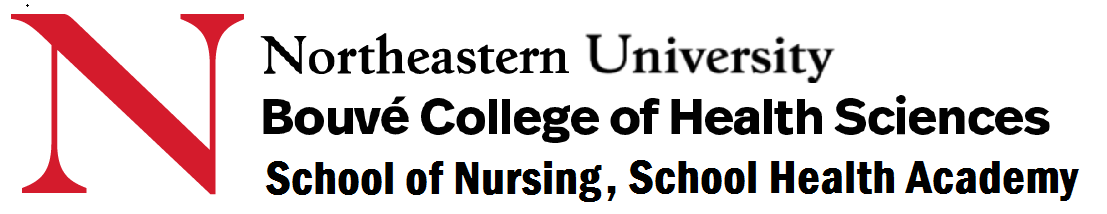 N
Northeastern University
Bouvé College of Health Sciences
School of Nursing, School Health Academy